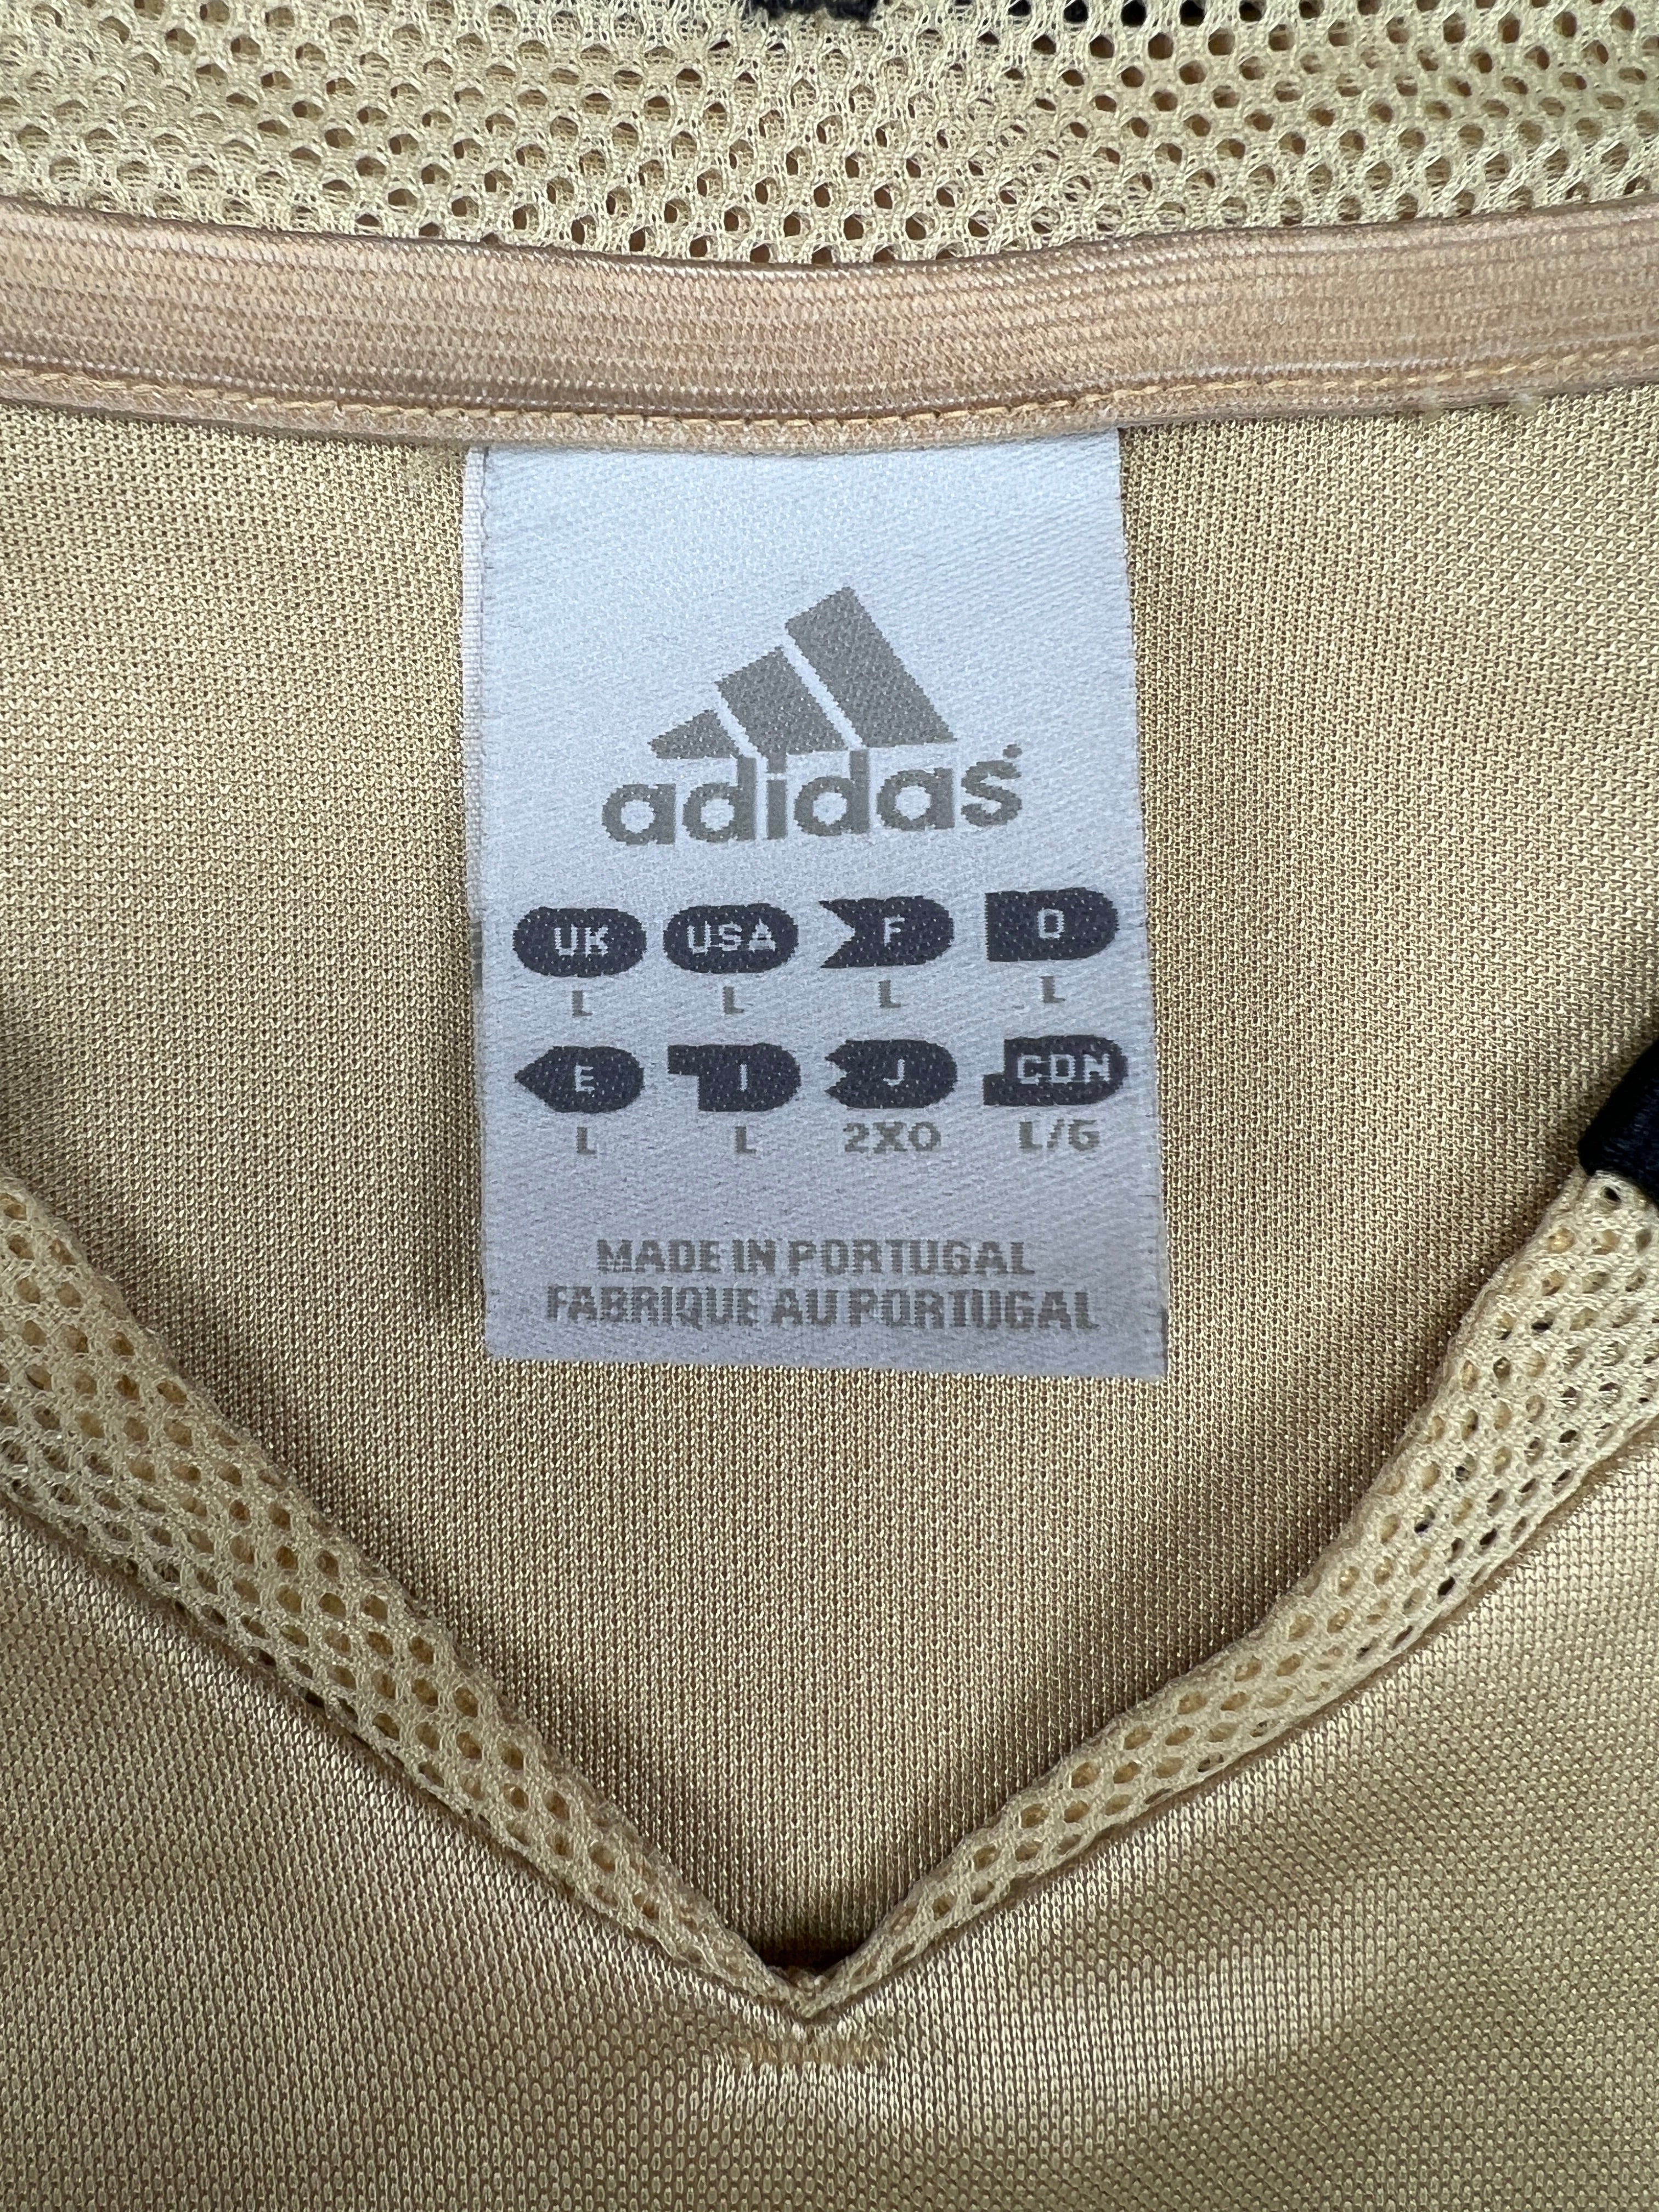 adidas
UK USA F D
L L L L
E I J CDN
L L 2XO L/G
MADE IN PORTUGAL
FABRIQUE AU PORTUGAL